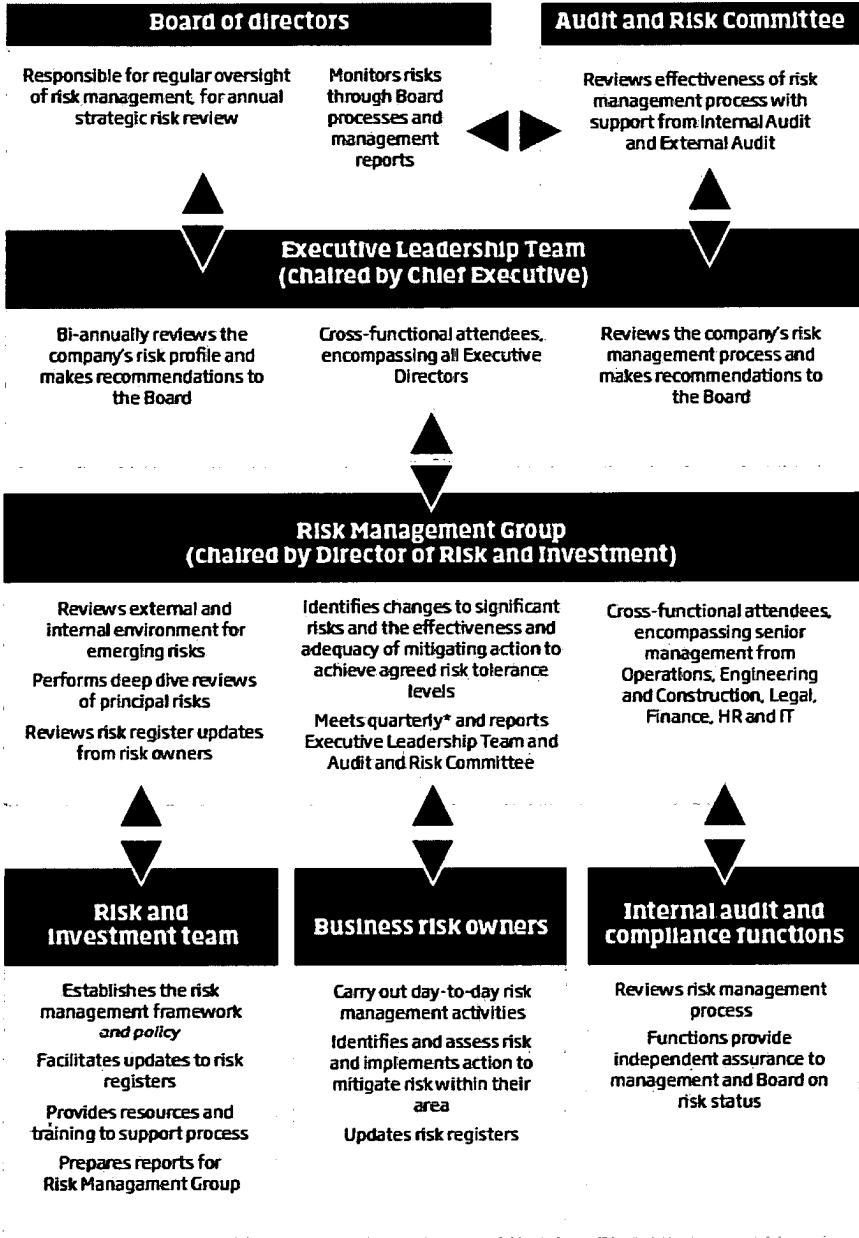 Board of directors
Responsible for regular oversight
of risk management, for annual
strategic risk review
Monitors risks
through Board
processes and
management
reports
Audit and Risk Committee
Reviews effectiveness of risk
management process with
support from Internal Audit
and External Audit
Executive Leadership Team
(chaired by Chief Executive)
Bi-annually reviews the
company's risk profile and
makes recommendations to
the Board
Cross-functional attendees,
encompassing all Executive
Directors
Reviews the company's risk
management process and
makes recommendations to
the Board
Risk Management Group
(chaired by Director of Risk and Investment)
Reviews external and
internal environment for
emerging risks
Performs deep dive reviews
of principal risks
Reviews risk register updates
from risk owners
Identifies changes to significant
risks and the effectiveness and
adequacy of mitigating action to
achieve agreed risk tolerance
levels
Meets quarterly* and reports
Executive Leadership Team and
Audit and Risk Committee
Cross-functional attendees,
encompassing senior
management from
Operations, Engineering
and Construction, Legal,
Finance, HR and IT
Risk and
investment team
Establishes the risk
management framework
and policy
Facilitates updates to risk
registers
Provides resources and
training to support process
Prepares reports for
Risk Managament Group
Business risk owners
Carry out day-to-day risk
management activities
Identifies and assess risk
and implements action to
mitigate risk within their
area
Updates risk registers
Internal audit and
compliance functions
Reviews risk management
process
Functions provide
independent assurance to
management and Board on
risk status